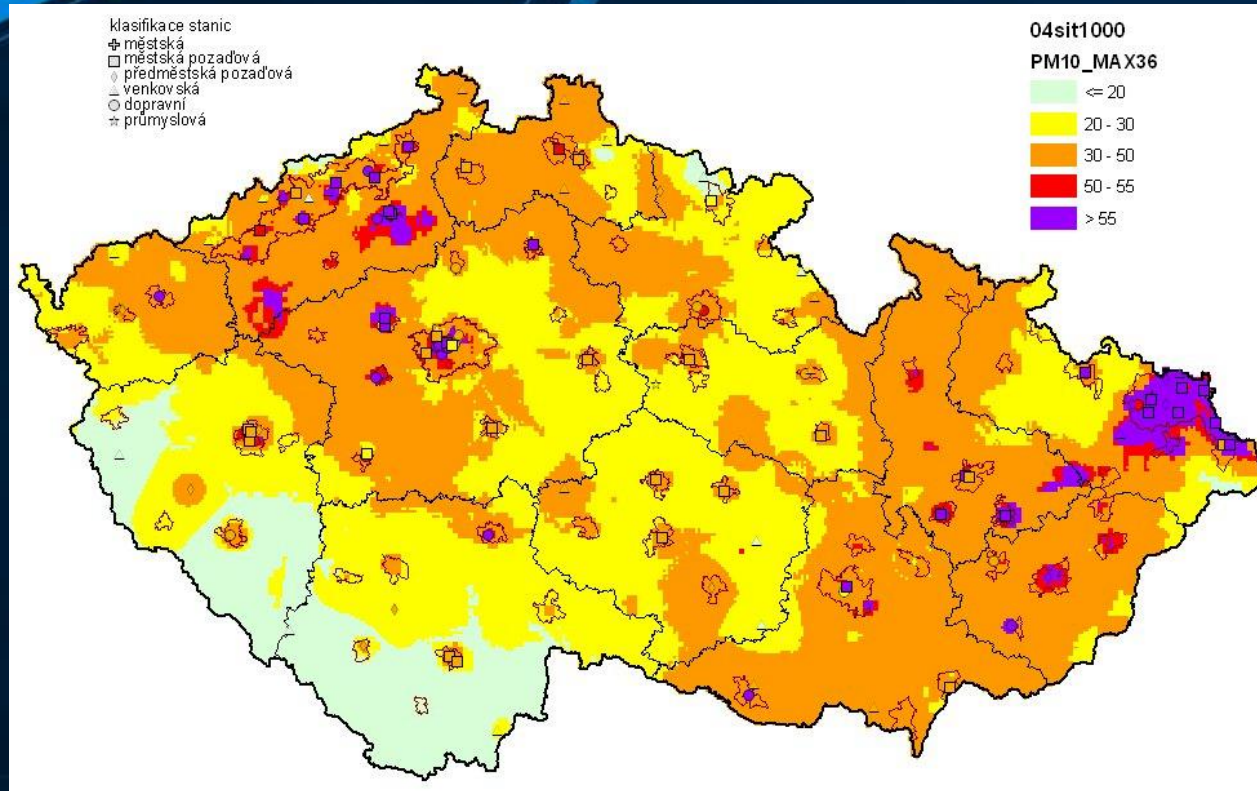 klasifikace stanic
městská
městská pozaďová
předměstská pozaďová
venkovská
dopravní
průmyslová
04sit1000
PM10_MAX36
<= 20
20 - 30
30 - 50
50 - 55
> 55